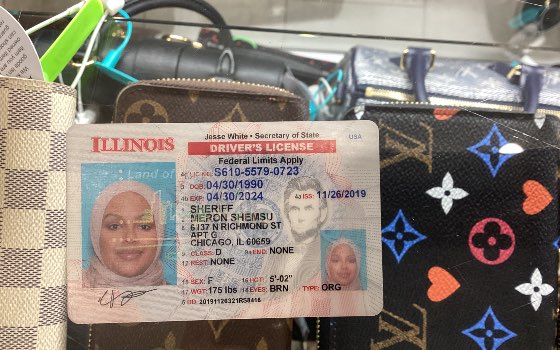 ILLINOIS
Jesse White • Secretary of State
USA
DRIVER'S LICENSE
Federal Limits Apply
Land of
4d LIC NO. S610-5579-0723
3 DOB: 04/30/1990
4b EXP: 04/30/2024
4a ISS: 11/26/2019
1 SHERIFF
2 MERON SHEMSU
8 6137 N RICHMOND ST
APT G
CHICAGO, IL 60659
9 CLASS: D 9a END: NONE
12 REST: NONE
15 SEX: F 16 HGT: 5'-02"
17 WGT: 175 lbs 18 EYES: BRN TYPE: ORG
5 DD: 20191126321RS8416